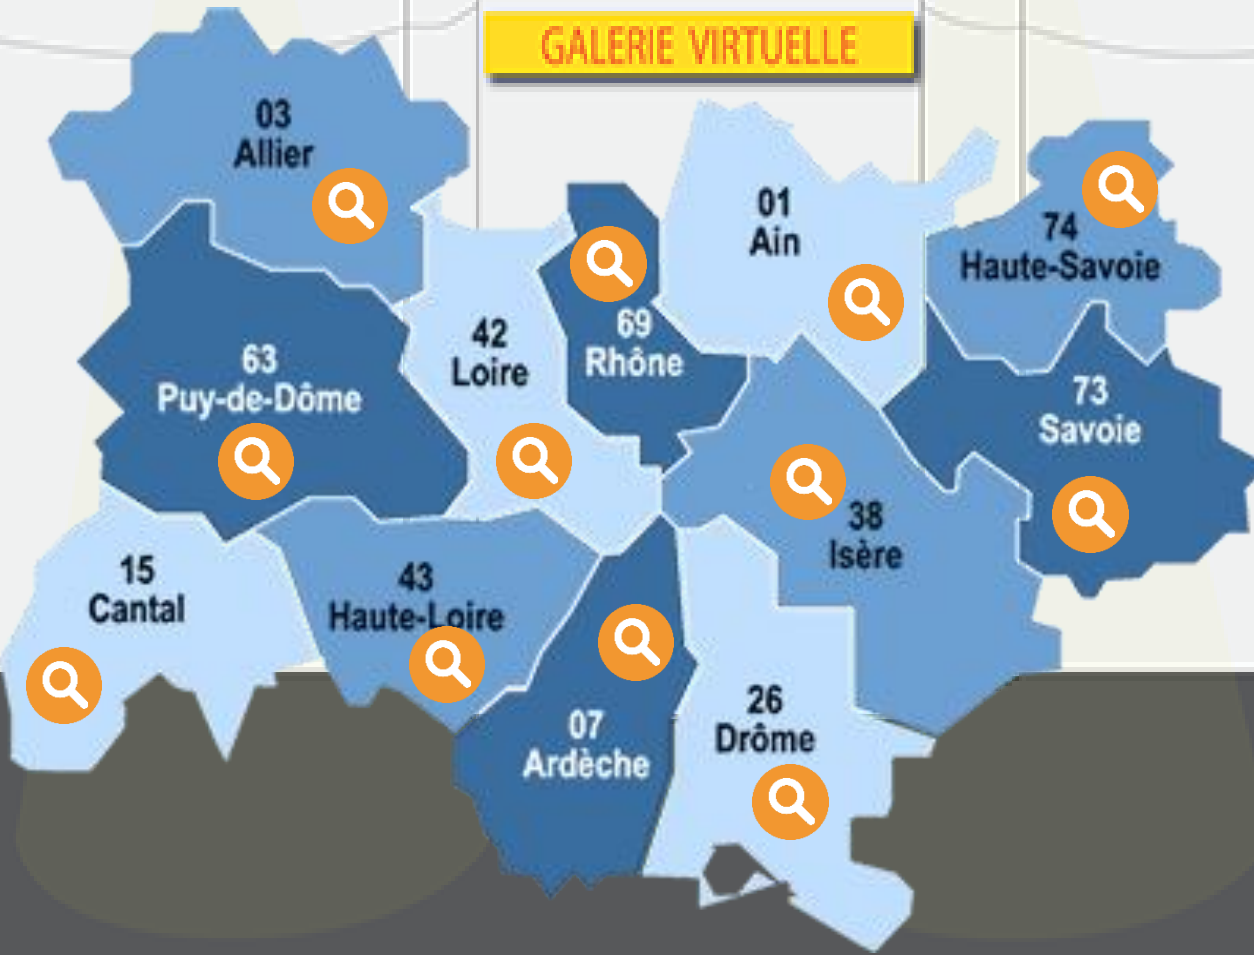 GALERIE VIRTUELLE
03
Allier
01
Ain
74
Haute-Savoie
69
Rhône
42
Loire
63
Puy-de-Dôme
73
Savoie
38
Isère
15
Cantal
43
Haute-Loire
26
Drôme
07
Ardèche